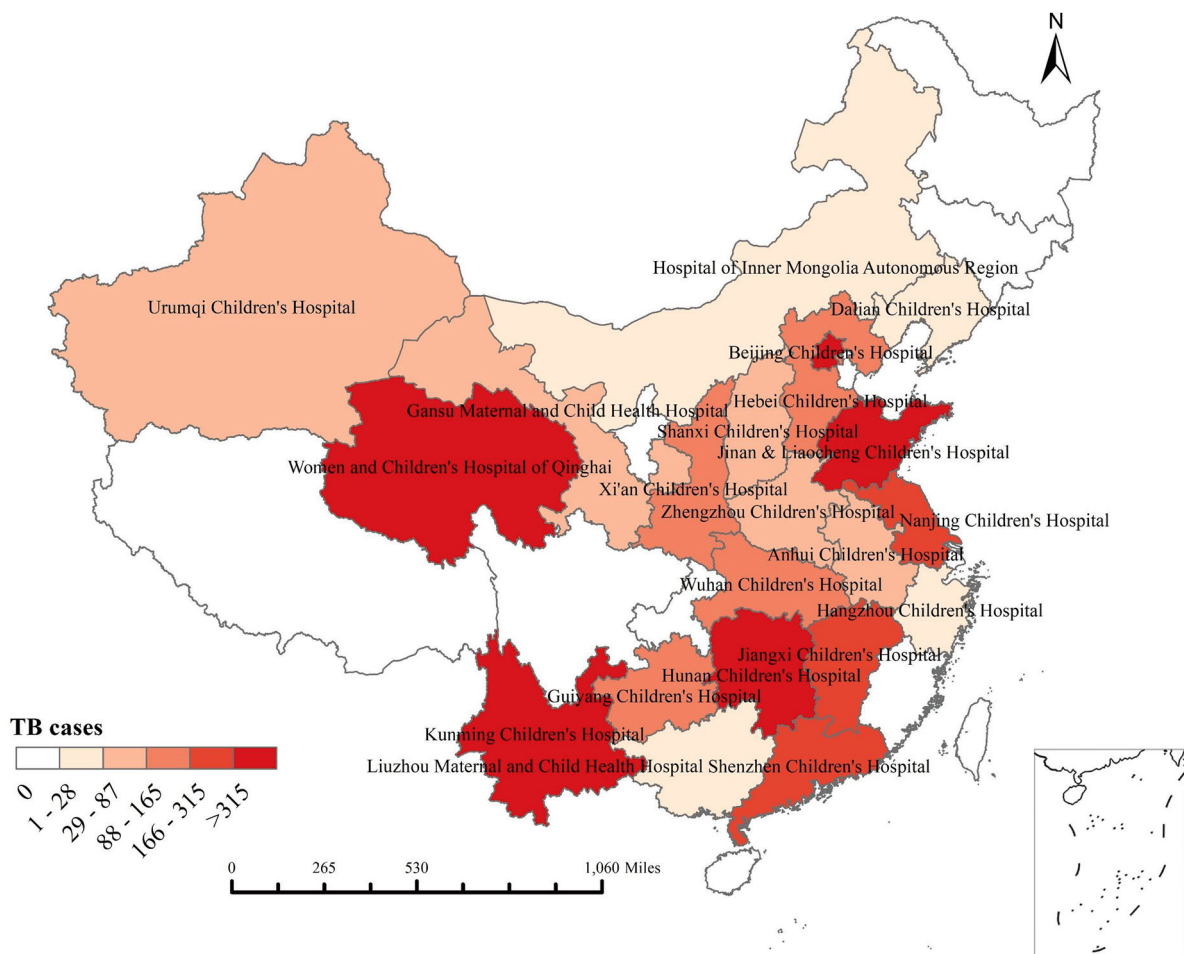 N
Hospital of Inner Mongolia Autonomous Region
Urumqi Children's Hospital
Dalian Children's Hospital
Beijing Children's Hospital
Hebei Children's Hospital
Gansu Maternal and Child Health Hospital
Shanxi Children's Hospital
Jinan & Liaocheng Children's Hospital
Women and Children's Hospital of Qinghai
Xi'an Children's Hospital
Zhengzhou Children's Hospital
Nanjing Children's Hospital
Anhui Children's Hospital
Wuhan Children's Hospital
Hangzhou Children's Hospital
Jiangxi Children's Hospital
Hunan Children's Hospital
Guiyang Children's Hospital
Kunming Children's Hospital
Liuzhou Maternal and Child Health Hospital
Shenzhen Children's Hospital
TB cases
0
1 - 28
29 - 87
88 - 165
166 - 315
>315
0 265 530 1,060 Miles